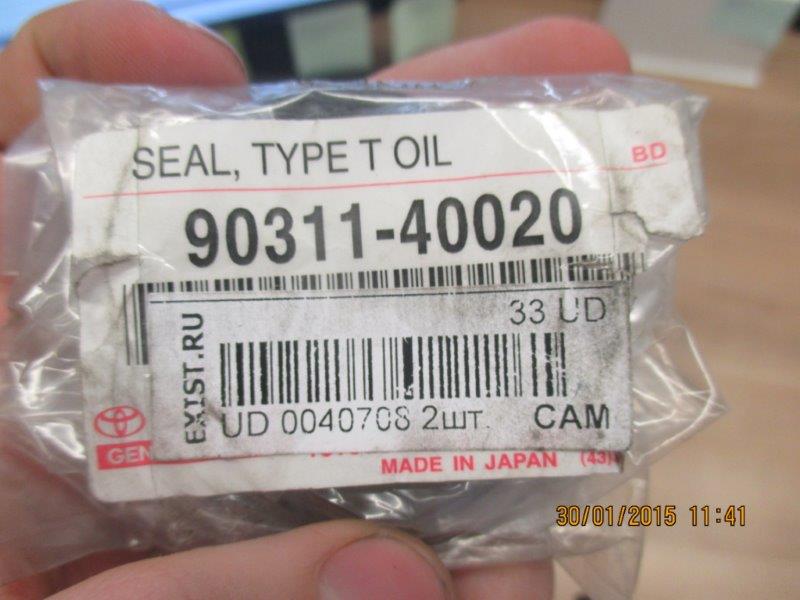 SEAL, TYPE T OIL
BD
90311-40020
33 UD
EXIST.RU
UD 0040708 2шт. САМ
MADE IN JAPAN (43)
30/01/2015 11:41